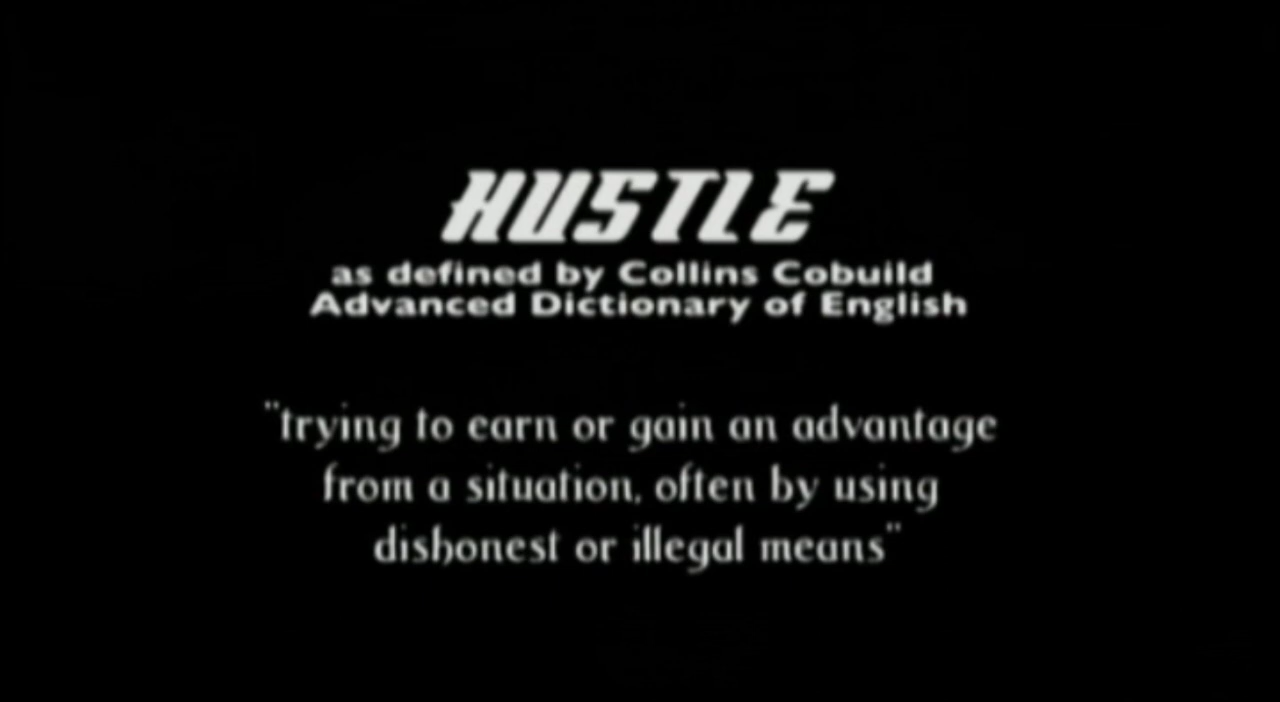 HUSTLE
as defined by Collins Cobuild
Advanced Dictionary of English
"trying to earn or gain an advantage
from a situation, often by using
dishonest or illegal means"